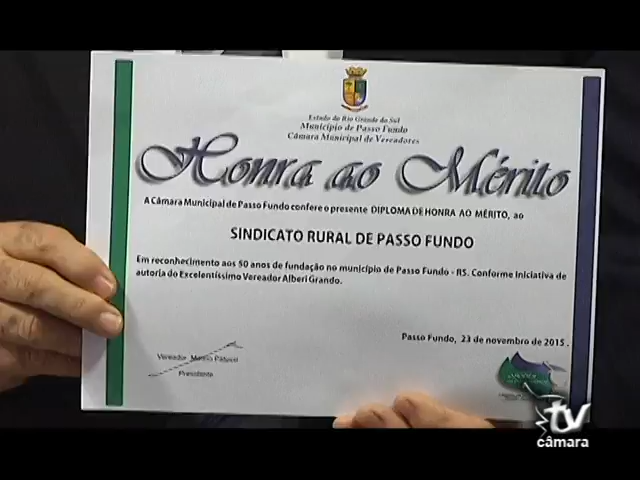 Estado do Rio Grande do Sul
Município de Passo Fundo
Câmara Municipal de Vereadores
Honra ao Mérito
A Câmara Municipal de Passo Fundo confere o presente DIPLOMA DE HONRA AO MÉRITO, ao
SINDICATO RURAL DE PASSO FUNDO
Em reconhecimento aos 50 anos de fundação no município de Passo Fundo - RS. Conforme Iniciativa de
autoria do Excelentíssimo Vereador Alberi Grando.
Passo Fundo, 23 de novembro de 2015.
Vereador
Presidente
tv
câmara